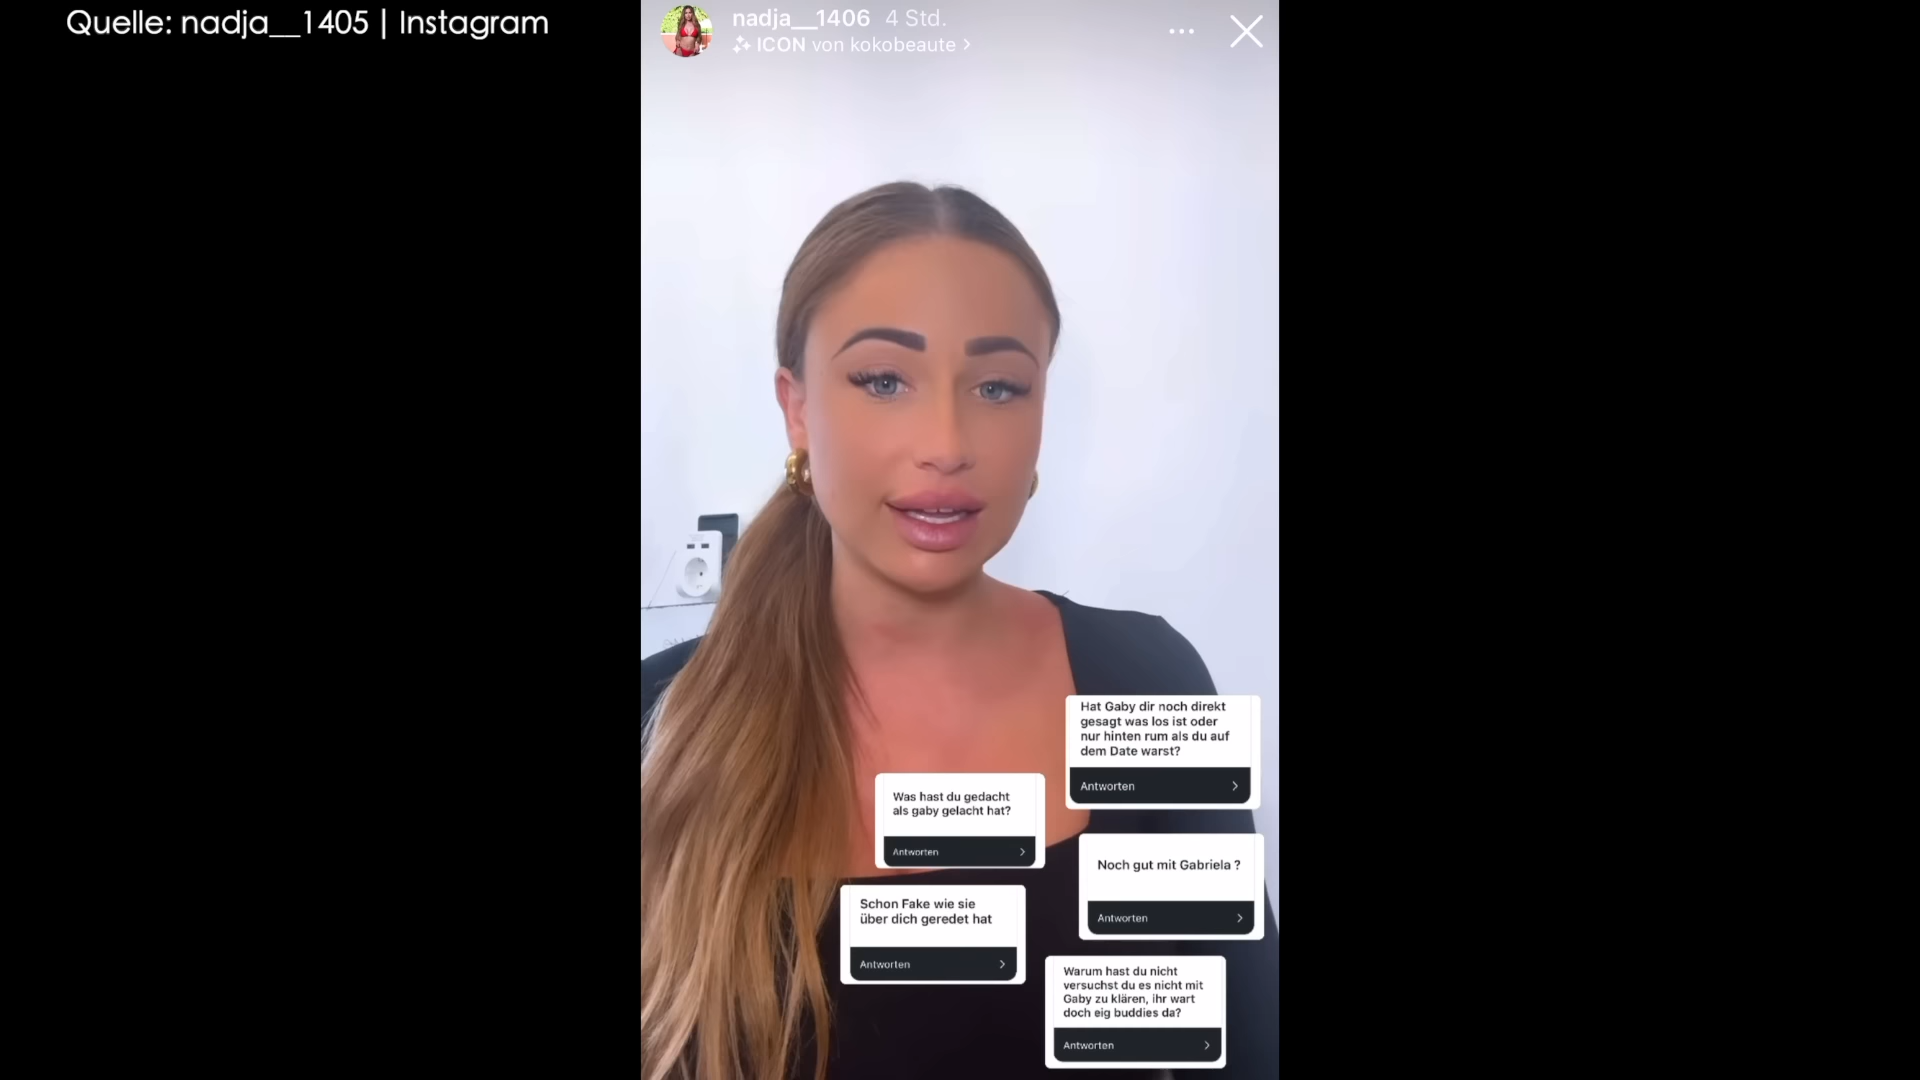 Quelle: nadja__1405 | Instagram
nadja__1406 4 Std.
ICON von kokobeaute >
Hat Gaby dir noch direkt
gesagt was los ist oder
nur hinten rum als du auf
dem Date warst?
Antworten
Was hast du gedacht
als gaby gelacht hat?
Antworten
Noch gut mit Gabriela ?
Antworten
Schon Fake wie sie
über dich geredet hat
Antworten
Warum hast du nicht
versuchst du es nicht mit
Gaby zu klären, ihr wart
doch eig buddies da?
Antworten